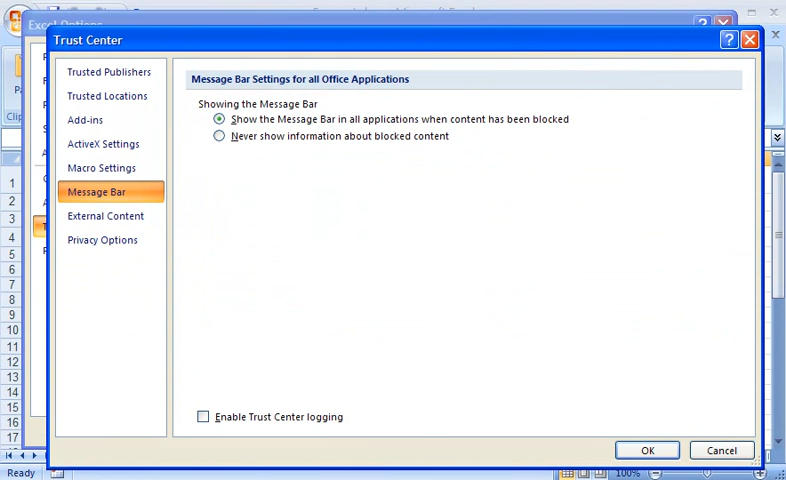 Excel Options
Trust Center
Trusted Publishers
Trusted Locations
Add-ins
ActiveX Settings
Macro Settings
Message Bar
External Content
Privacy Options
Message Bar Settings for all Office Applications
Showing the Message Bar
Show the Message Bar in all applications when content has been blocked
Never show information about blocked content
Enable Trust Center logging
OK
Cancel
1
2
3
4
5
6
7
8
9
10
11
12
13
14
15
16
17
Ready
100%